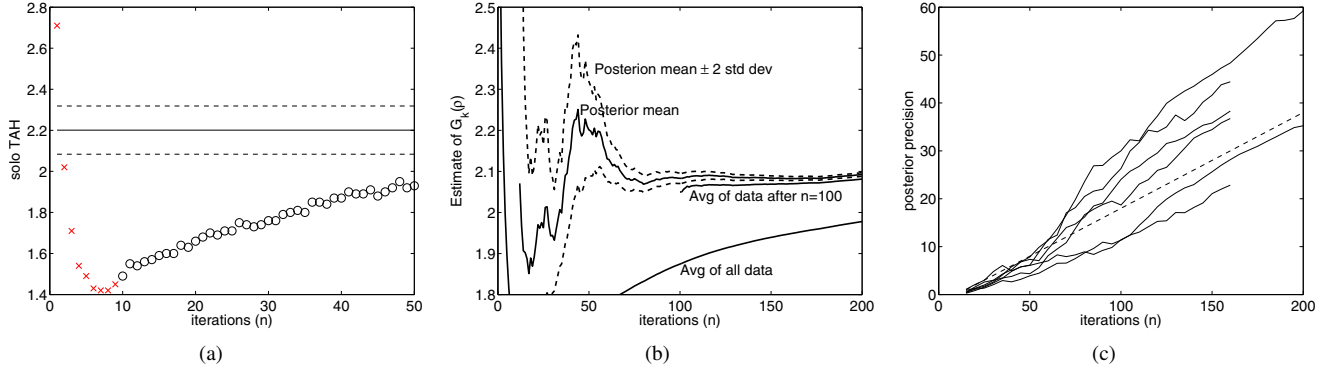 2.8
2.6
2.4
2.2
2
1.8
1.6
1.4
solo TAH
0 10 20 30 40 50
iterations (n)
(a)
2.5
2.4
2.3
2.2
2.1
2
1.9
1.8
Estimate of G_k(ρ)
Posterion mean ± 2 std dev
Posterior mean
Avg of data after n=100
Avg of all data
0 50 100 150 200
iterations (n)
(b)
60
50
40
30
20
10
0
posterior precision
0 50 100 150 200
iterations (n)
(c)